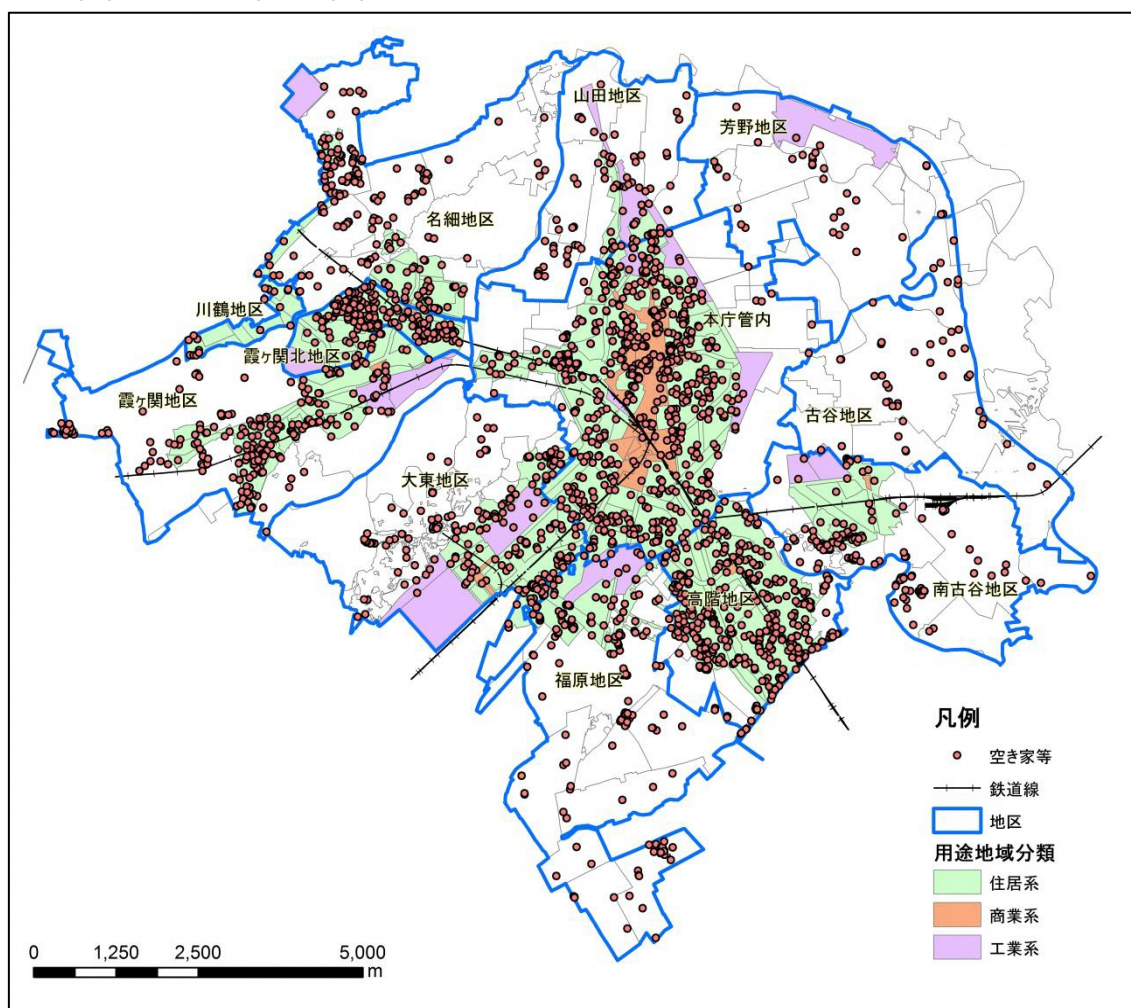 山田地区
芳野地区
名細地区
川鶴地区
本庁管内
霞ヶ関北地区
霞ヶ関地区
古谷地区
大東地区
高階地区
南古谷地区
福原地区
凡例
空き家等
鉄道線
地区
用途地域分類
住居系
商業系
工業系
0 1,250 2,500 5,000
m